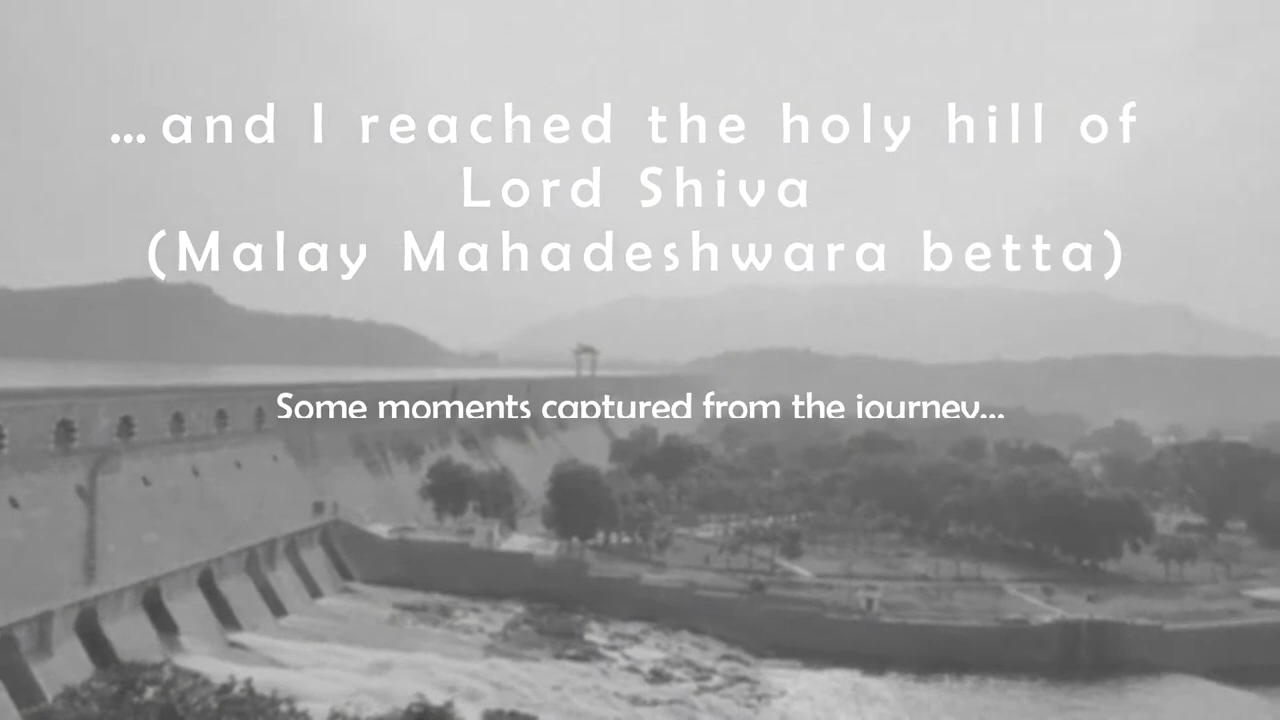 ...and I reached the holy hill of
Lord Shiva
(Malay Mahadeshwara betta)
Some moments captured from the journey...